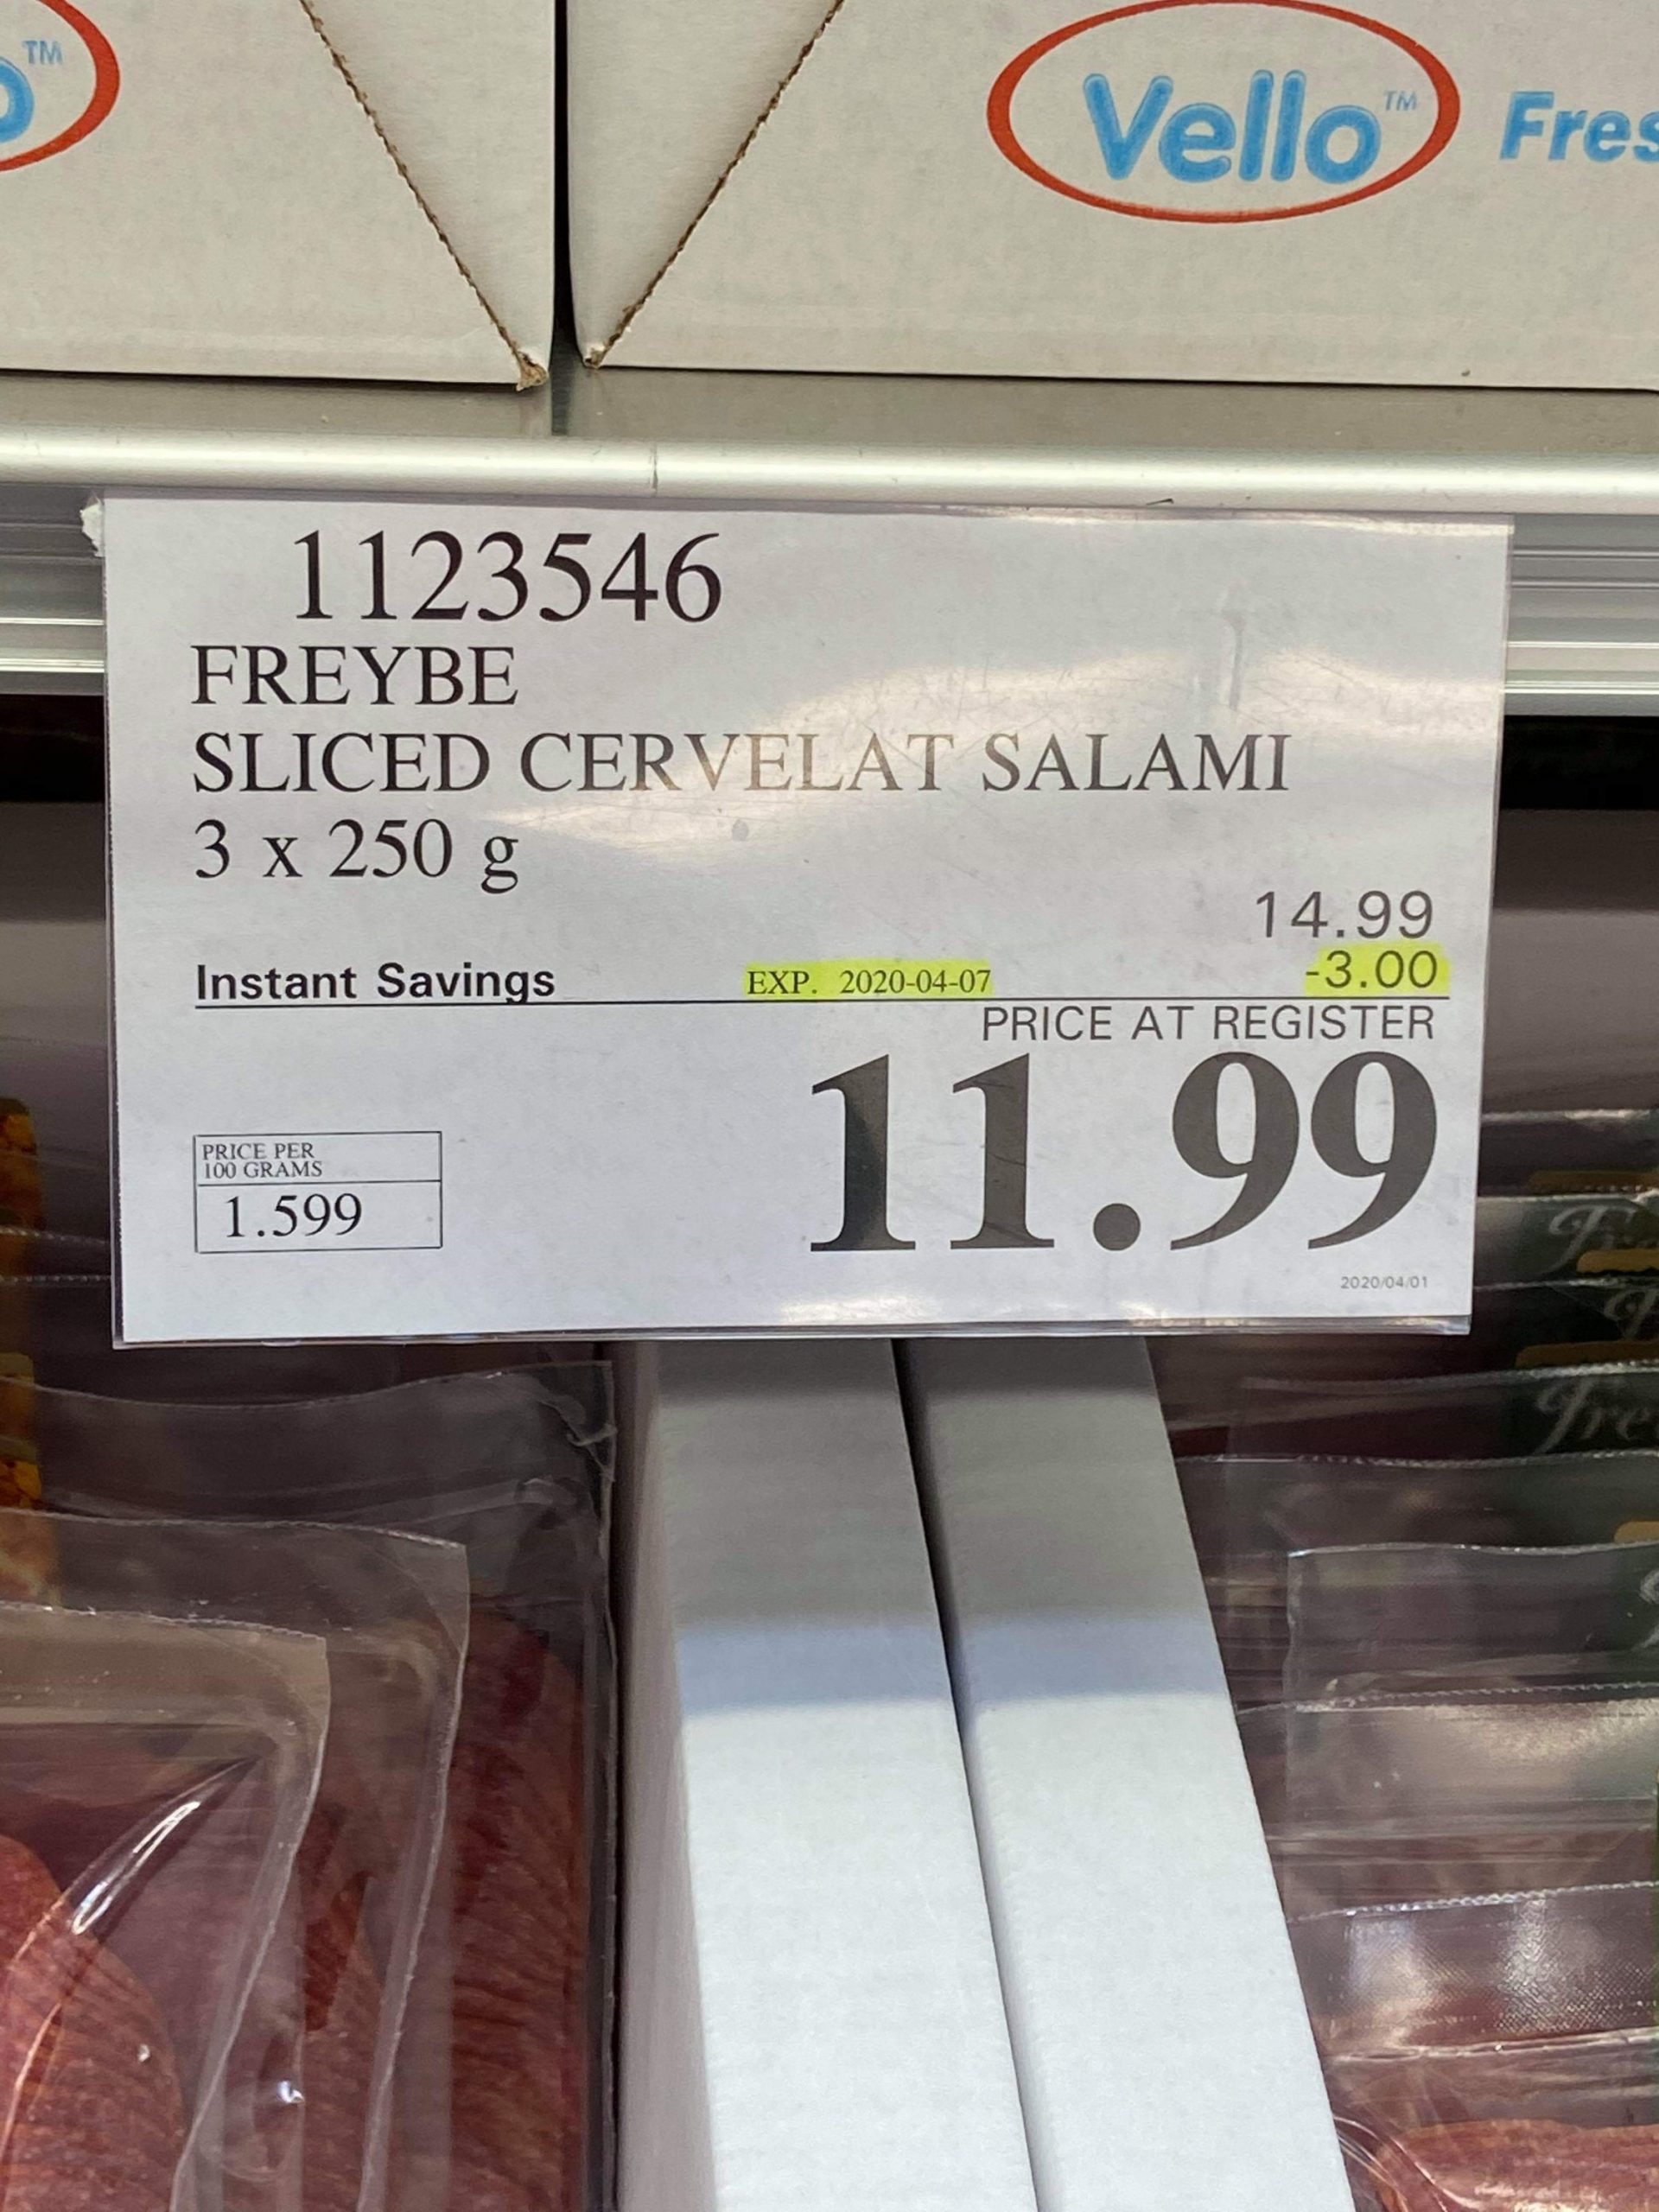 Vello™ Fres
1123546
FREYBE
SLICED CERVELAT SALAMI
3 x 250 g
14.99
Instant Savings EXP. 2020-04-07 -3.00
PRICE AT REGISTER
11.99
PRICE PER
100 GRAMS
1.599
2020/04/01